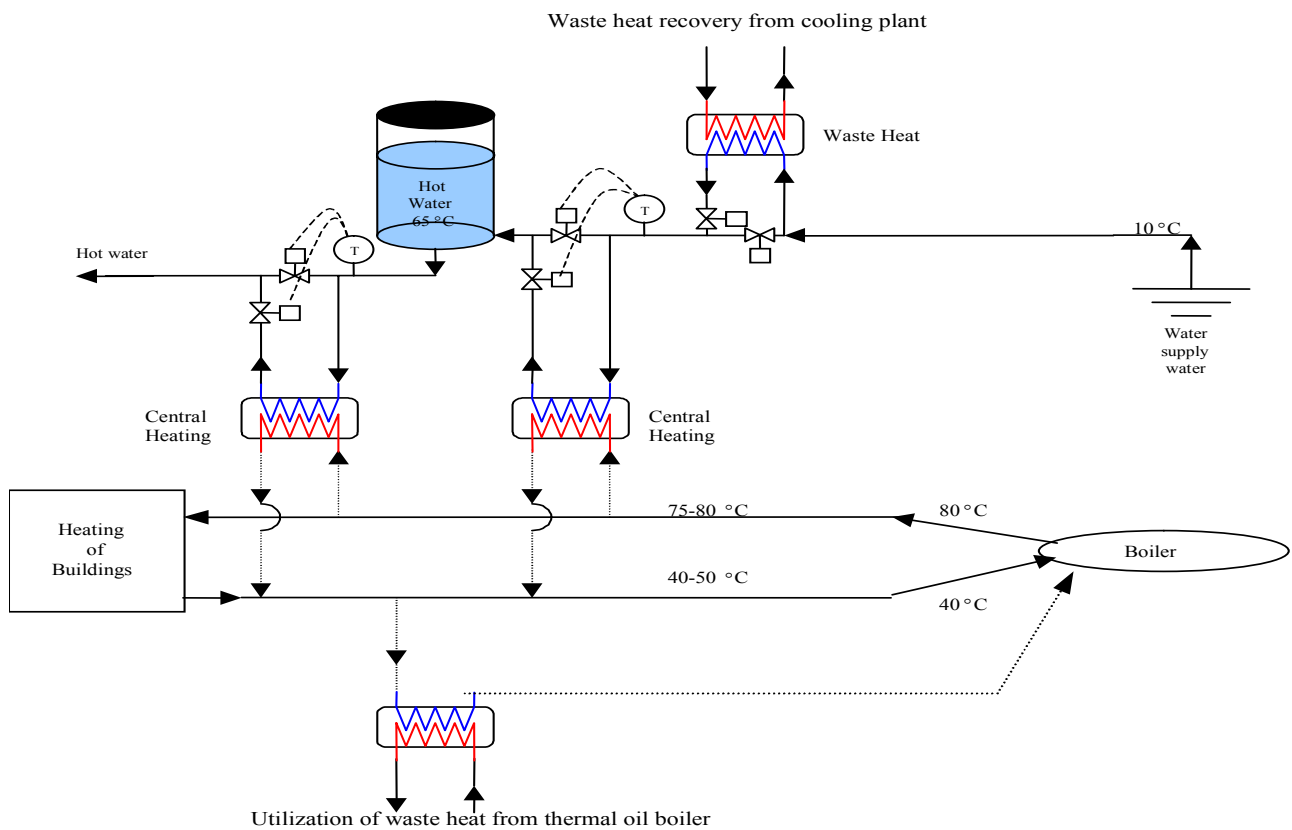 Waste heat recovery from cooling plant
Waste Heat
Hot
Water
65 °C
T
T
Hot water
10 °C
Water
supply
water
Central
Heating
Central
Heating
Heating
of
Buildings
75-80 °C
80 °C
Boiler
40-50 °C
40 °C
Utilization of waste heat from thermal oil boiler